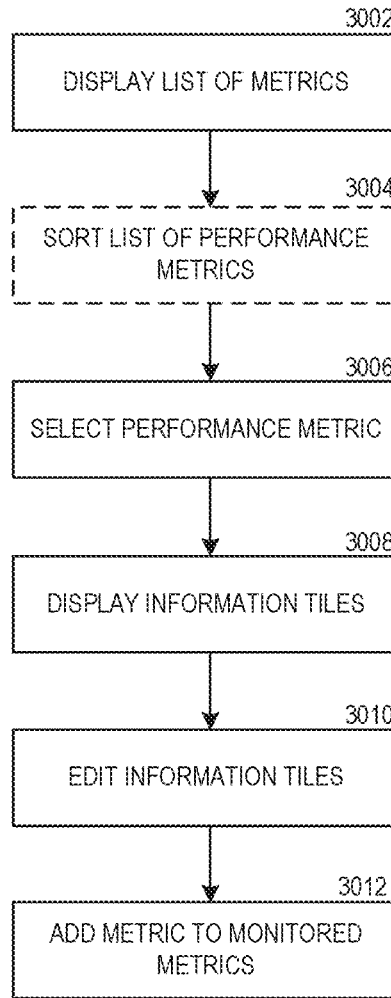 3002
DISPLAY LIST OF METRICS
3004
SORT LIST OF PERFORMANCE
METRICS
3006
SELECT PERFORMANCE METRIC
3008
DISPLAY INFORMATION TILES
3010
EDIT INFORMATION TILES
3012
ADD METRIC TO MONITORED
METRICS